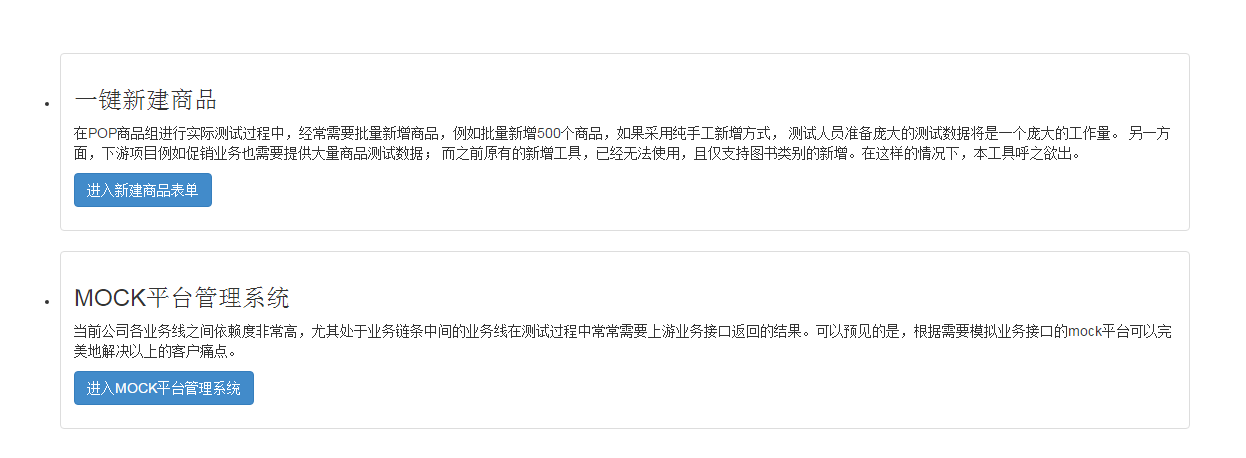 一键新建商品
在POP商品组进行实际测试过程中，经常需要批量新增商品，例如批量新增500个商品，如果采用纯手工新增方式， 测试人员准备庞大的测试数据将是一个庞大的工作量。 另一方
面，下游项目例如促销业务也需要提供大量商品测试数据； 而之前原有的新增工具，已经无法使用，且仅支持图书类别的新增。在这样的情况下，本工具呼之欲出。
进入新建商品表单
MOCK平台管理系统
当前公司各业务线之间依赖度非常高，尤其处于业务链条中间的业务线在测试过程中常常需要上游业务接口返回的结果。可以预见的是，根据需要模拟业务接口的mock平台可以完
美地解决以上的客户痛点。
进入MOCK平台管理系统